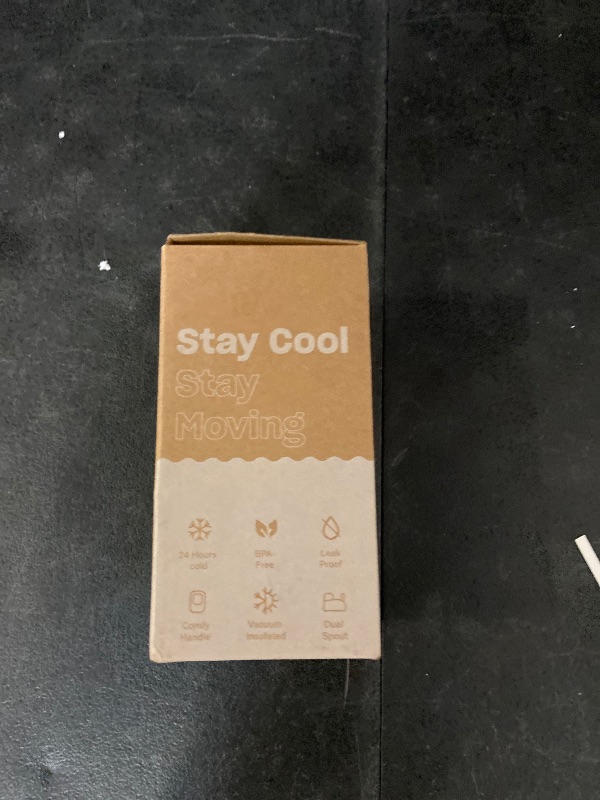 Stay Cool
Stay
Moving
24 Hours
cold
BPA-
Free
Leak
Proof
Comfy
Handle
Vacuum
Insulated
Dual
Spout